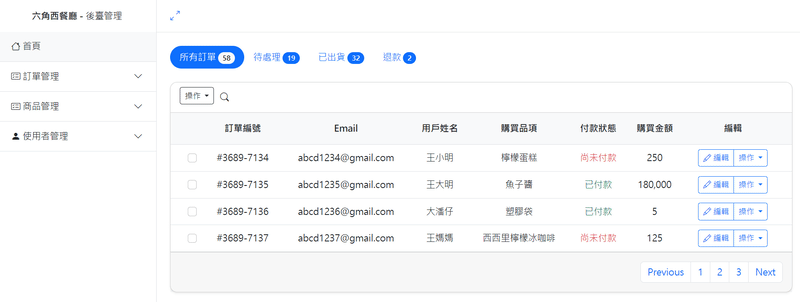 六角西餐廳 - 後臺管理
首頁
訂單管理
商品管理
使用者管理
所有訂單 58 待處理 19 已出貨 32 退款 2
操作
訂單編號 Email 用戶姓名 購買品項 付款狀態 購買金額 編輯
#3689-7134 abcd1234@gmail.com 王小明 檸檬蛋糕 尚未付款 250 編輯 操作
#3689-7135 abcd1235@gmail.com 王大明 魚子醬 已付款 180,000 編輯 操作
#3689-7136 abcd1236@gmail.com 大潘仔 塑膠袋 已付款 5 編輯 操作
#3689-7137 abcd1237@gmail.com 王媽媽 西西里檸檬冰咖啡 尚未付款 125 編輯 操作
Previous 1 2 3 Next